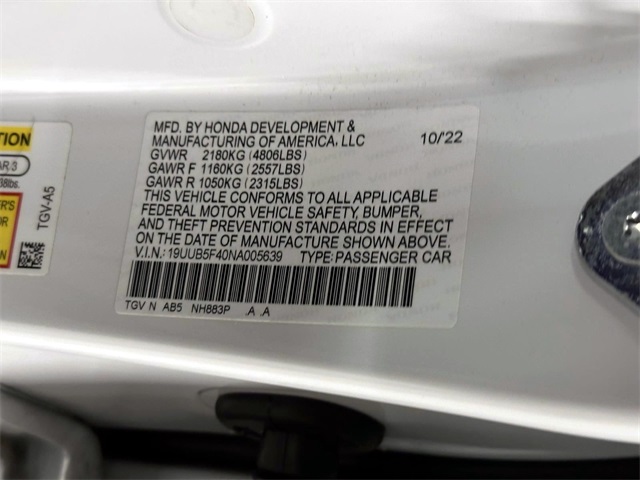 MFD. BY HONDA DEVELOPMENT & 10/22
MANUFACTURING OF AMERICA, LLC
GVWR 2180KG (4806LBS)
GAWR F 1160KG (2557LBS)
GAWR R 1050KG (2315LBS)
THIS VEHICLE CONFORMS TO ALL APPLICABLE
FEDERAL MOTOR VEHICLE SAFETY, BUMPER,
AND THEFT PREVENTION STANDARDS IN EFFECT
ON THE DATE OF MANUFACTURE SHOWN ABOVE.
V.I.N.: 19UUB5F40NA005639 TYPE: PASSENGER CAR
TGV N AB5 NH883P .A .A
TGV-A5